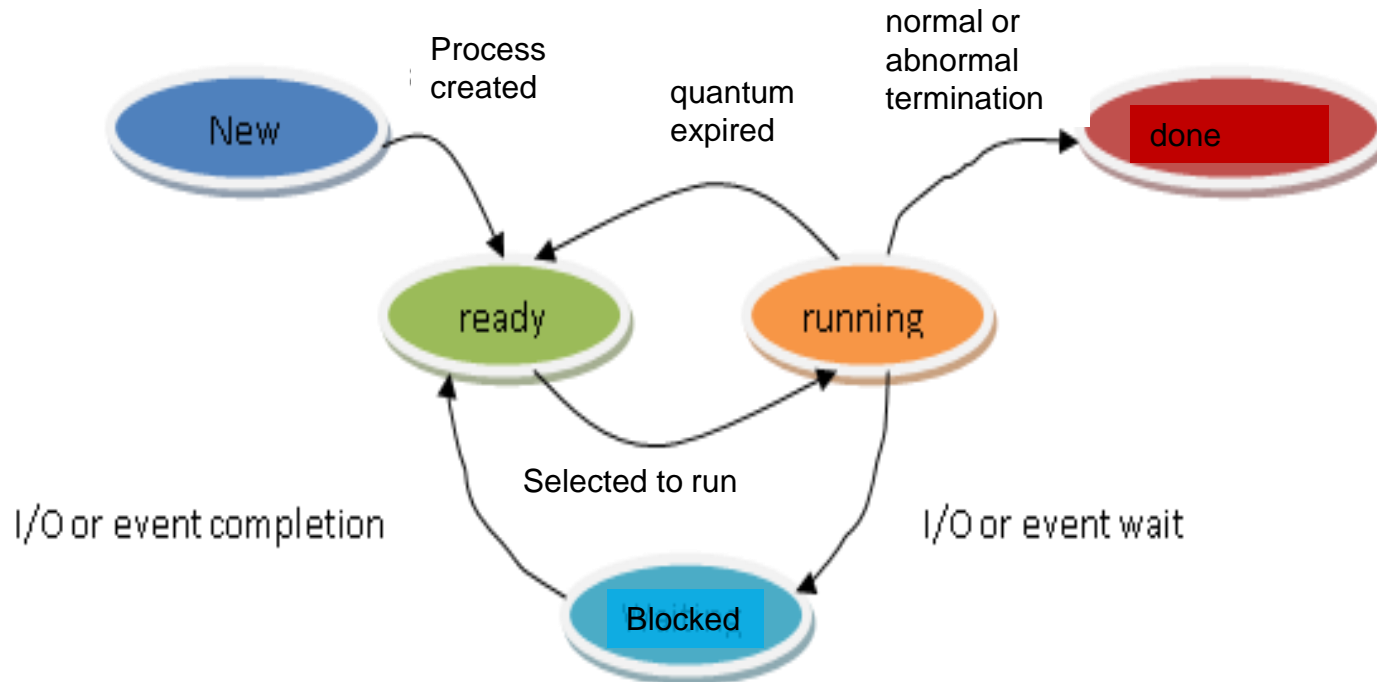 Process
created
normal or
abnormal
termination
quantum
expired
New
done
ready
running
Selected to run
I/O or event completion
I/O or event wait
Blocked